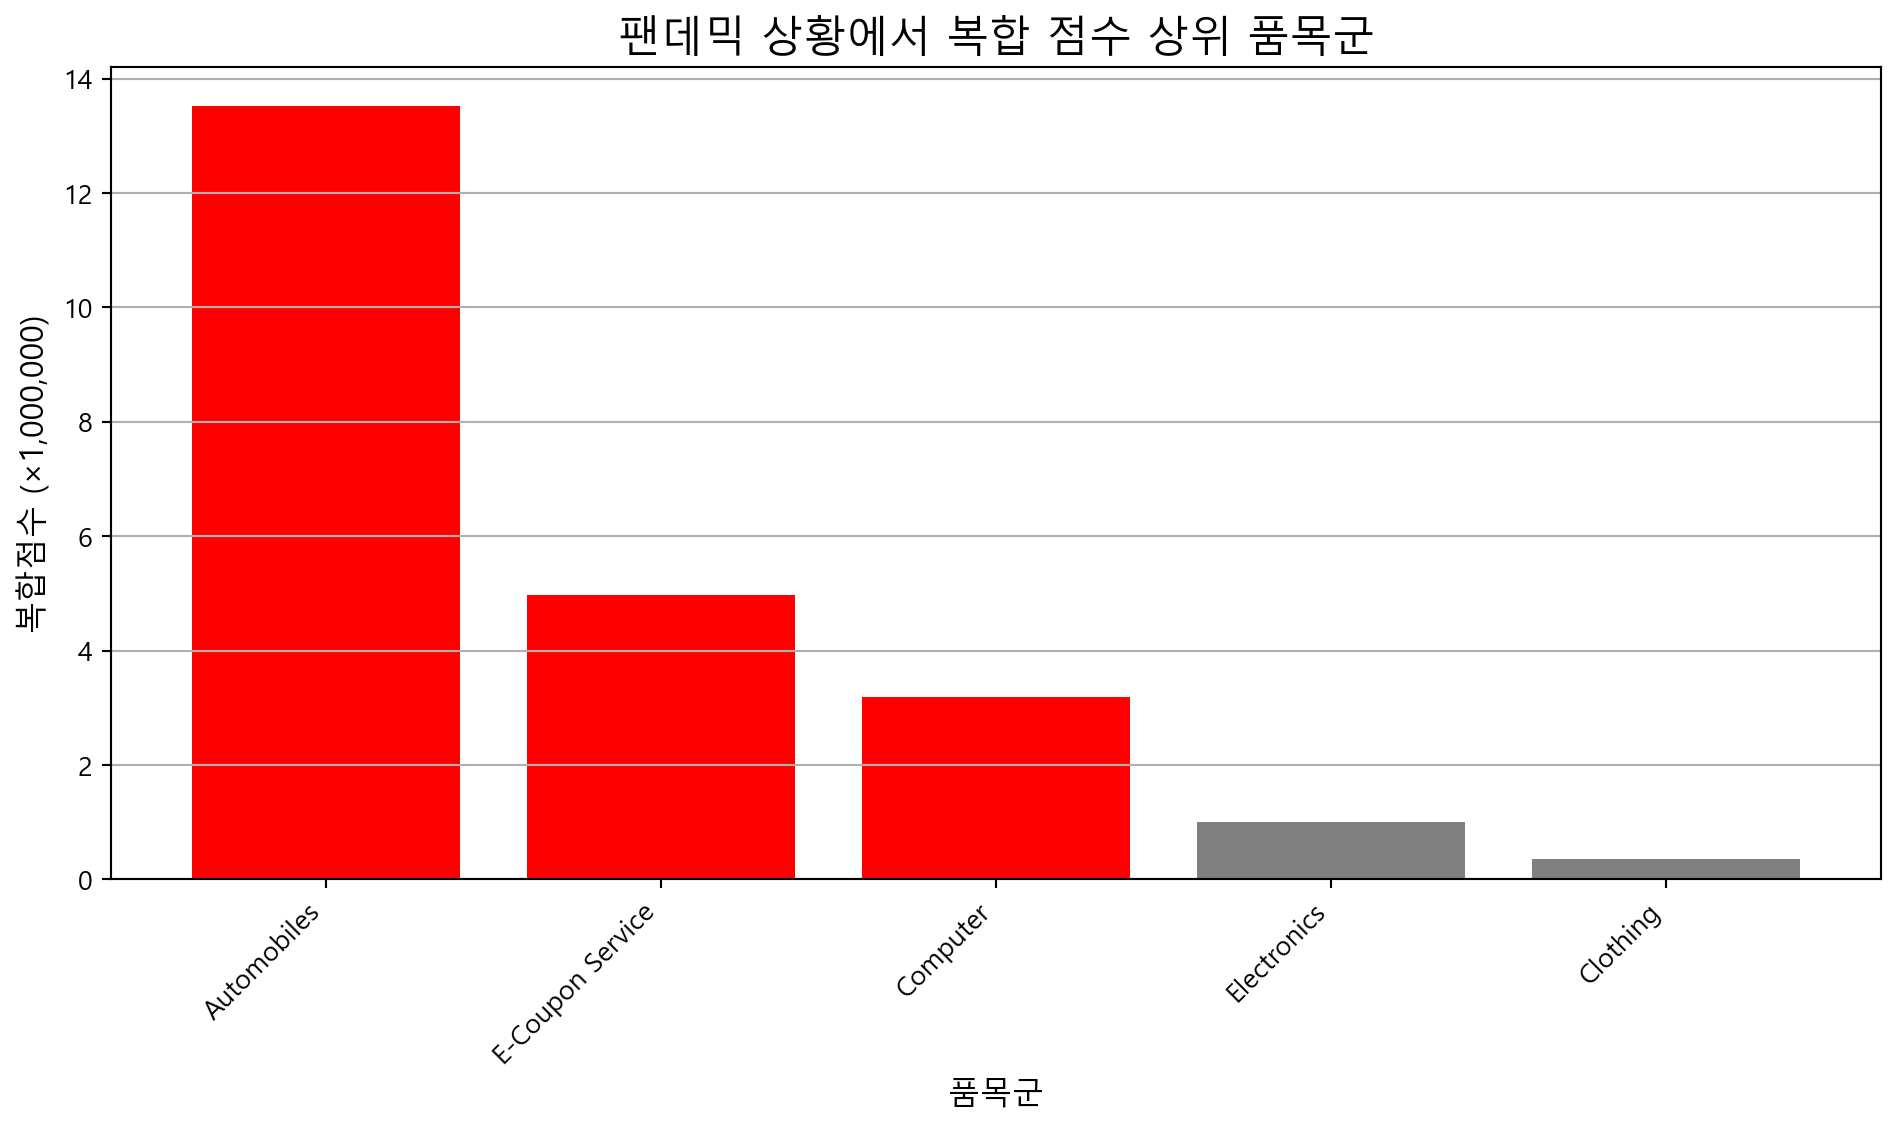 팬데믹 상황에서 복합 점수 상위 품목군
복합점수 (×1,000,000)
14
12
10
8
6
4
2
0
Automobiles
E-Coupon Service
Computer
Electronics
Clothing
품목군